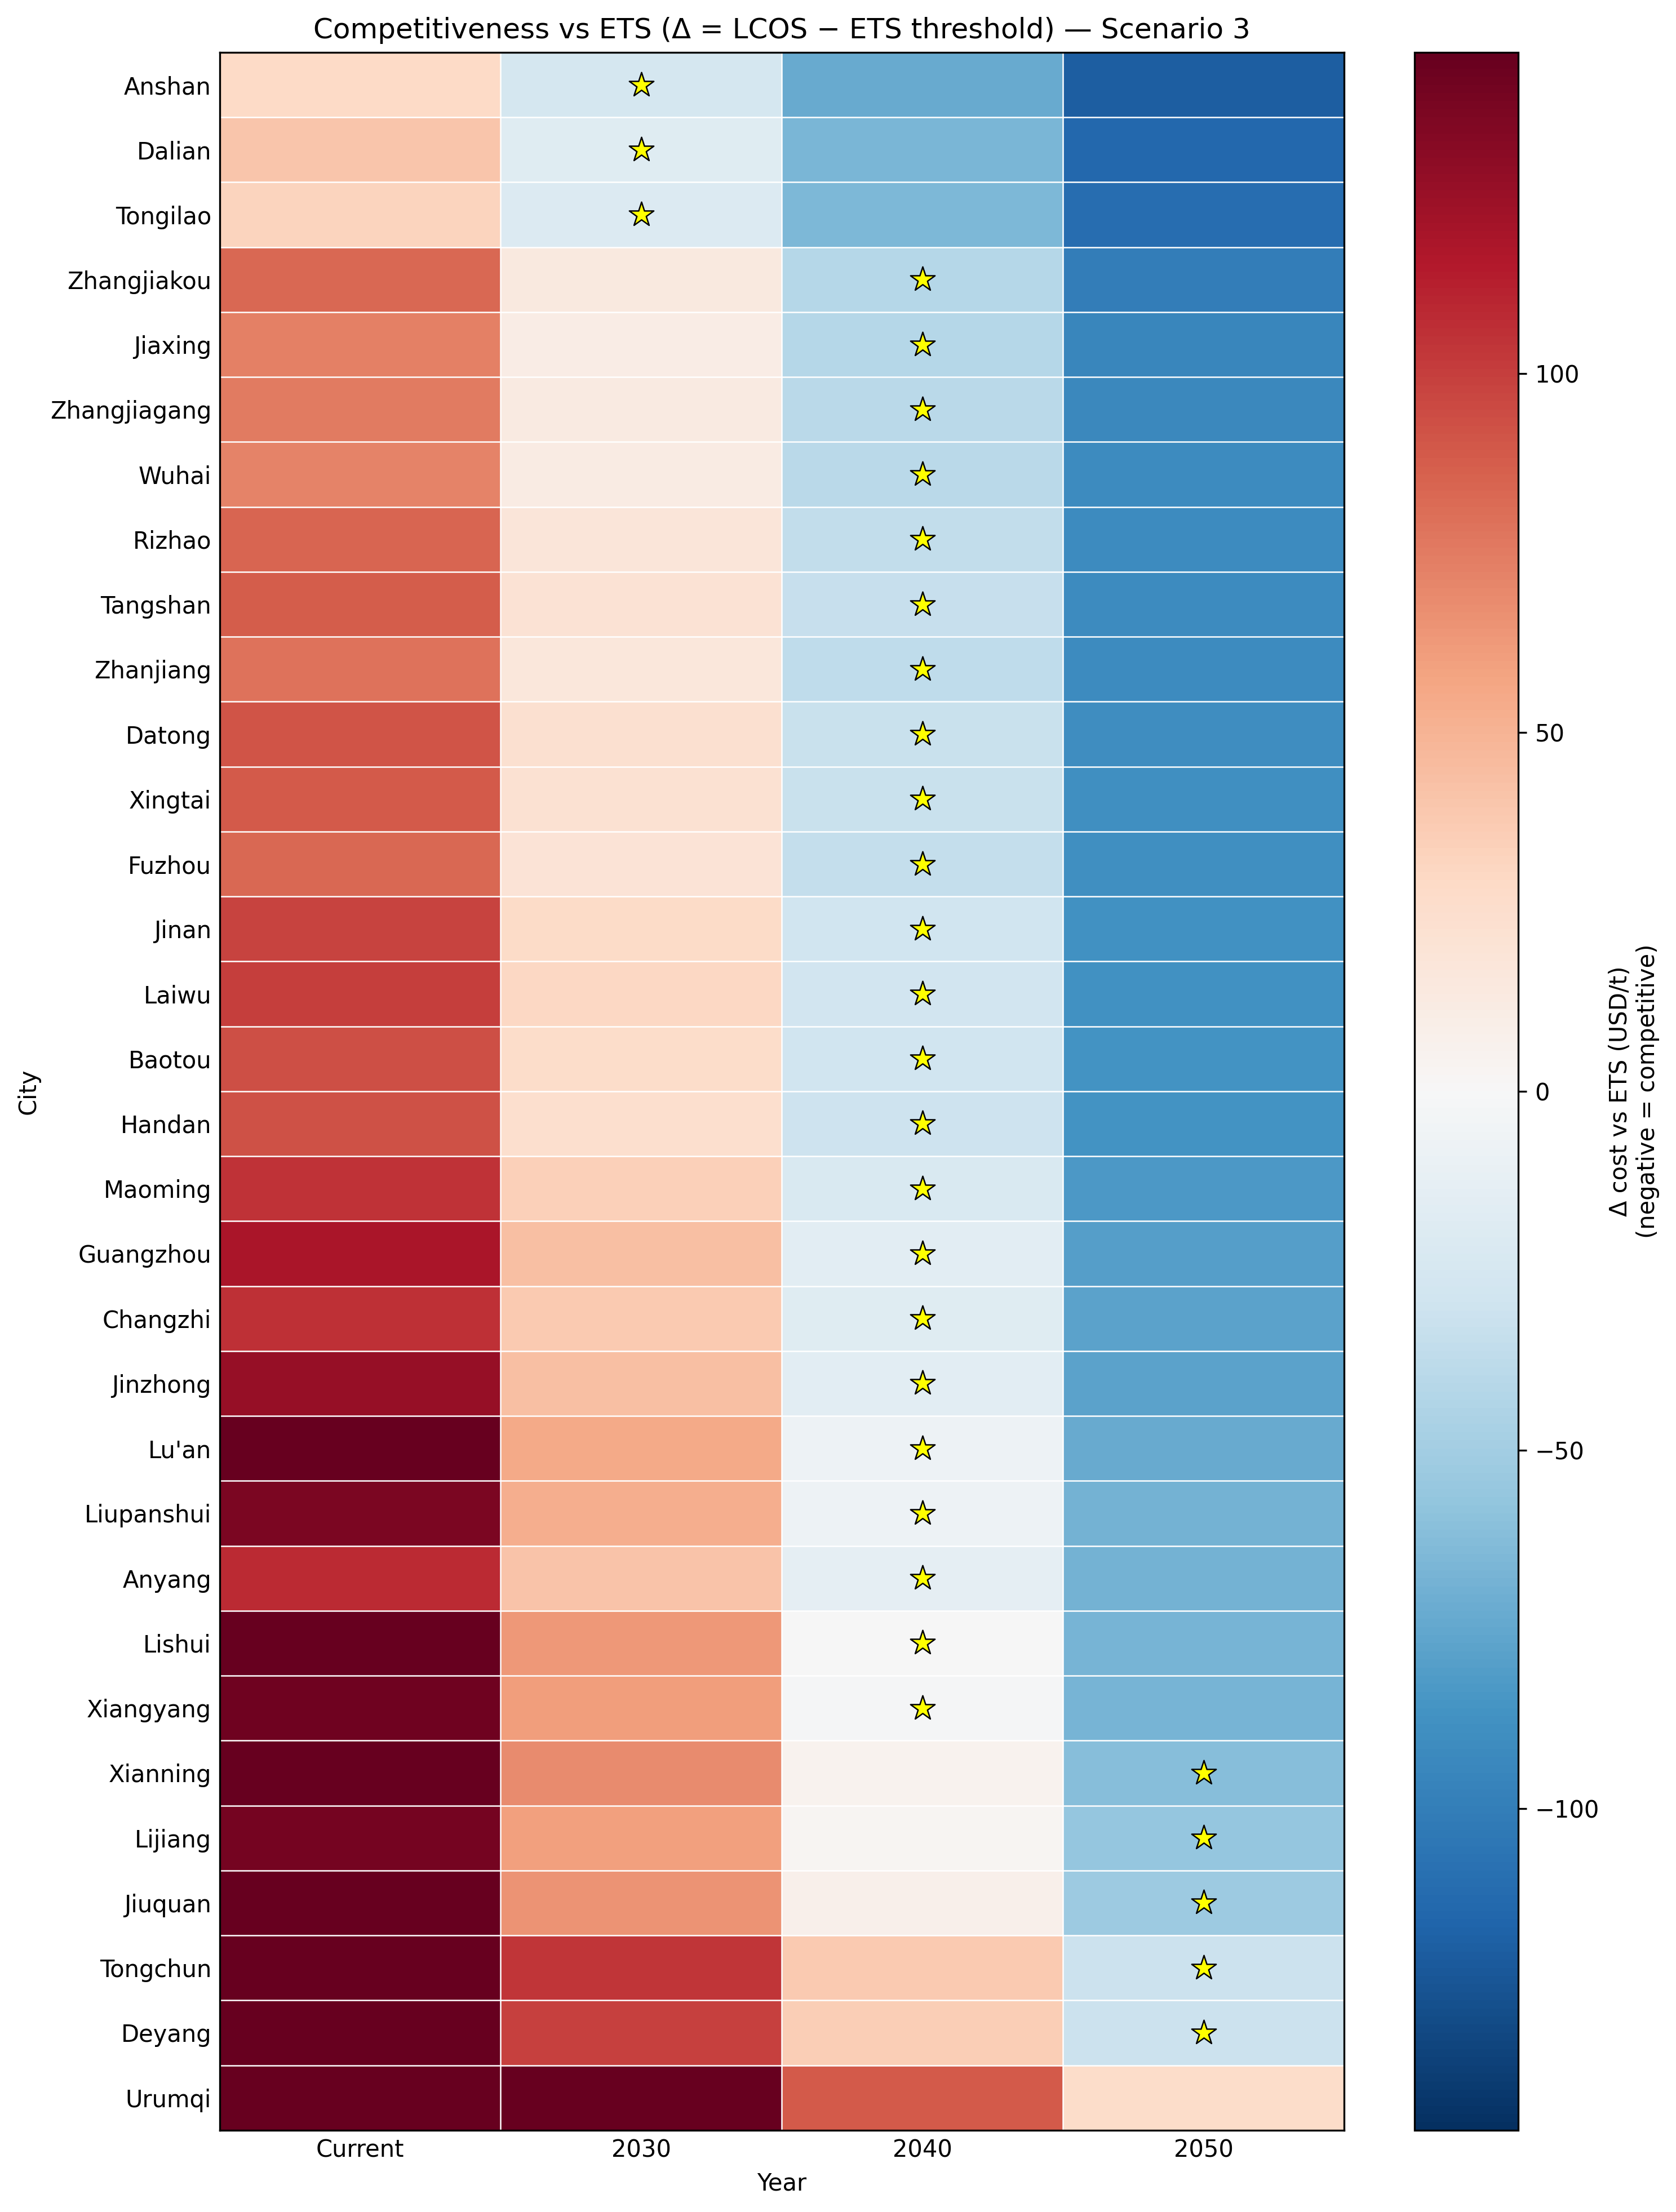 Competitiveness vs ETS (Δ = LCOS − ETS threshold) — Scenario 3
City
Anshan
Dalian
Tongilao
Zhangjiakou
Jiaxing
Zhangjiagang
Wuhai
Rizhao
Tangshan
Zhanjiang
Datong
Xingtai
Fuzhou
Jinan
Laiwu
Baotou
Handan
Maoming
Guangzhou
Changzhi
Jinzhong
Lu'an
Liupanshui
Anyang
Lishui
Xiangyang
Xianning
Lijiang
Jiuquan
Tongchun
Deyang
Urumqi
Current 2030 2040 2050
Year
100
50
0
−50
−100
Δ cost vs ETS (USD/t)
(negative = competitive)